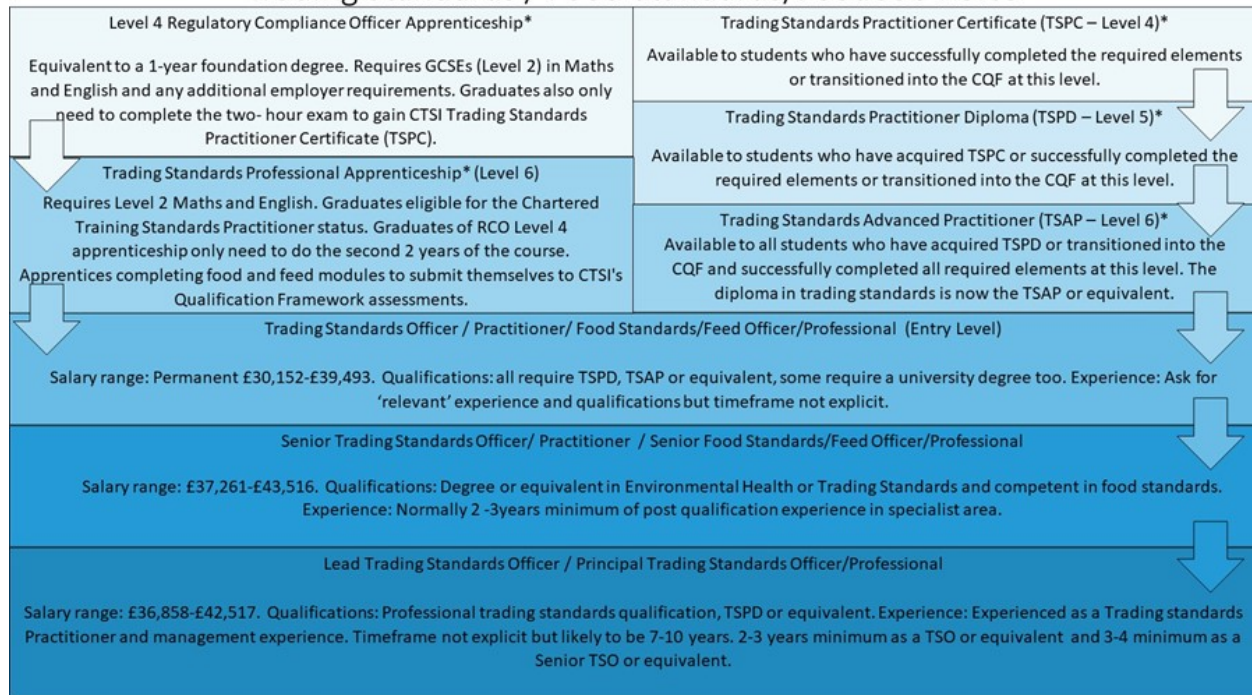 Level 4 Regulatory Compliance Officer Apprenticeship*
Equivalent to a 1-year foundation degree. Requires GCSEs (Level 2) in Maths
and English and any additional employer requirements. Graduates also only
need to complete the two- hour exam to gain CTSI Trading Standards
Practitioner Certificate (TSPC).
Trading Standards Professional Apprenticeship* (Level 6)
Requires Level 2 Maths and English. Graduates eligible for the Chartered
Training Standards Practitioner status. Graduates of RCO Level 4
apprenticeship only need to do the second 2 years of the course.
Apprentices completing food and feed modules to submit themselves to CTSI's
Qualification Framework assessments.
Trading Standards Practitioner Certificate (TSPC – Level 4)*
Available to students who have successfully completed the required elements
or transitioned into the CQF at this level.
Trading Standards Practitioner Diploma (TSPD – Level 5)*
Available to students who have acquired TSPC or successfully completed the
required elements or transitioned into the CQF at this level.
Trading Standards Advanced Practitioner (TSAP – Level 6)*
Available to all students who have acquired TSPD or transitioned into the
CQF and successfully completed all required elements at this level. The
diploma in trading standards is now the TSAP or equivalent.
Trading Standards Officer / Practitioner/ Food Standards/Feed Officer/Professional (Entry Level)
Salary range: Permanent £30,152-£39,493. Qualifications: all require TSPD, TSAP or equivalent, some require a university degree too. Experience: Ask for
‘relevant’ experience and qualifications but timeframe not explicit.
Senior Trading Standards Officer/ Practitioner / Senior Food Standards/Feed Officer/Professional
Salary range: £37,261-£43,516. Qualifications: Degree or equivalent in Environmental Health or Trading Standards and competent in food standards.
Experience: Normally 2 -3years minimum of post qualification experience in specialist area.
Lead Trading Standards Officer / Principal Trading Standards Officer/Professional
Salary range: £36,858-£42,517. Qualifications: Professional trading standards qualification, TSPD or equivalent. Experience: Experienced as a Trading standards
Practitioner and management experience. Timeframe not explicit but likely to be 7-10 years. 2-3 years minimum as a TSO or equivalent and 3-4 minimum as a
Senior TSO or equivalent.